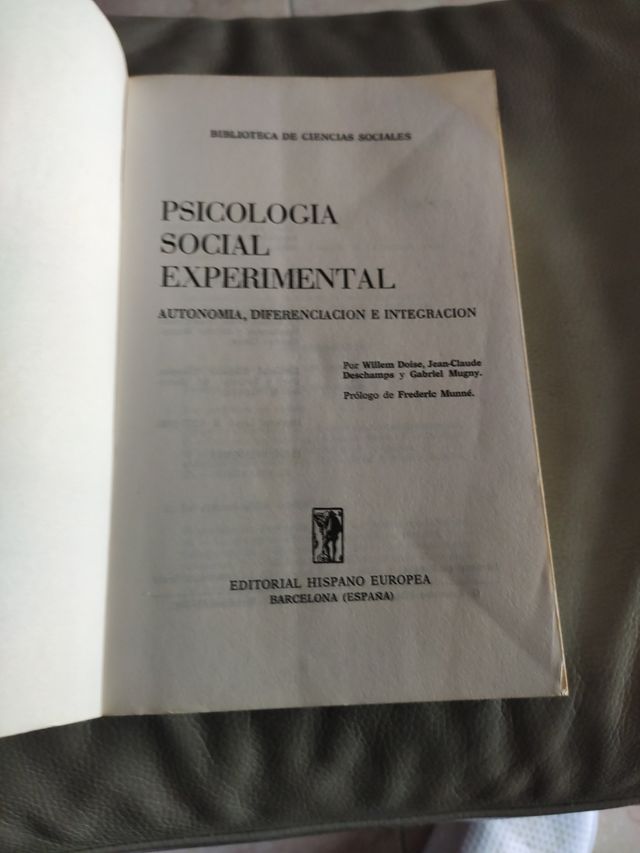 BIBLIOTECA DE CIENCIAS SOCIALES
PSICOLOGIA
SOCIAL
EXPERIMENTAL
AUTONOMIA, DIFERENCIACION E INTEGRACION
Por Willem Doise, Jean-Claude
Deschamps y Gabriel Mugny.
Prólogo de Frederic Munné.
EDITORIAL HISPANO EUROPEA
BARCELONA (ESPAÑA)